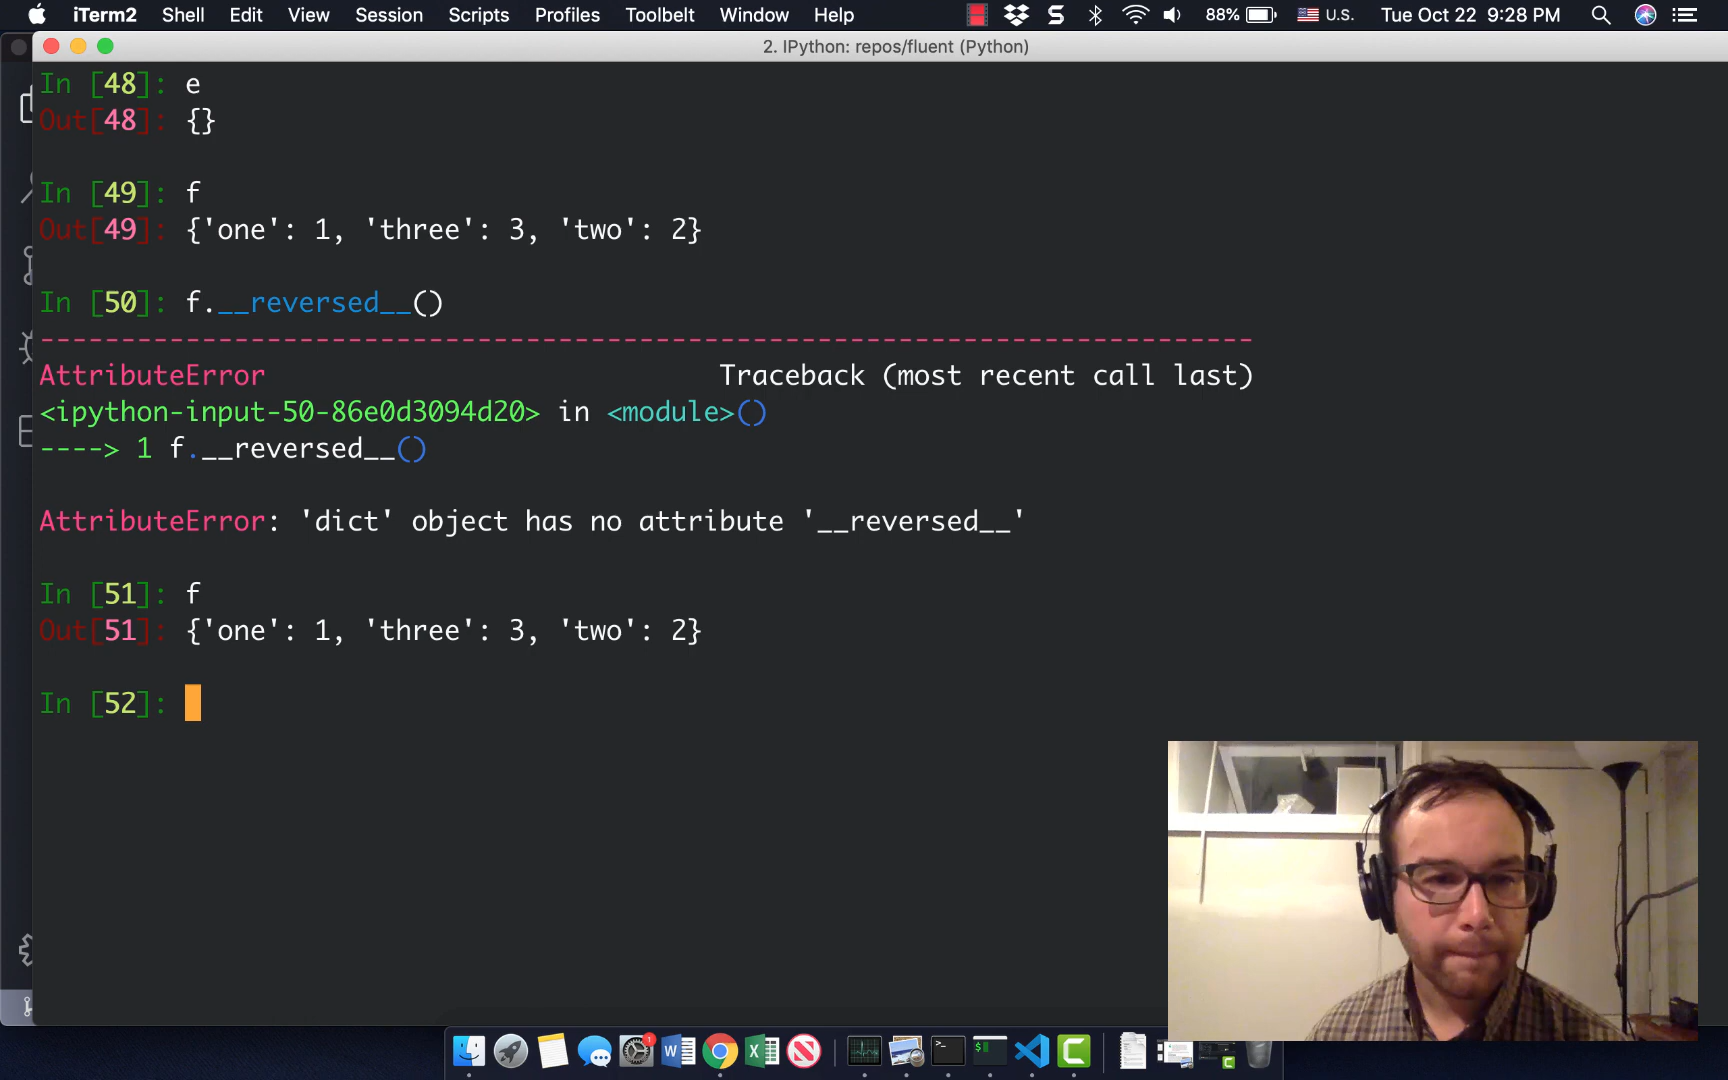 iTerm2 Shell Edit View Session Scripts Profiles Toolbelt Window Help 88% U.S. Tue Oct 22 9:28 PM
2. IPython: repos/fluent (Python)
In [48]: e
Out[48]: {}
In [49]: f
Out[49]: {'one': 1, 'three': 3, 'two': 2}
In [50]: f.__reversed__()
---------------------------------------------------------------------------
AttributeError Traceback (most recent call last)
<ipython-input-50-86e0d3094d20> in <module>()
----> 1 f.__reversed__()
AttributeError: 'dict' object has no attribute '__reversed__'
In [51]: f
Out[51]: {'one': 1, 'three': 3, 'two': 2}
In [52]: